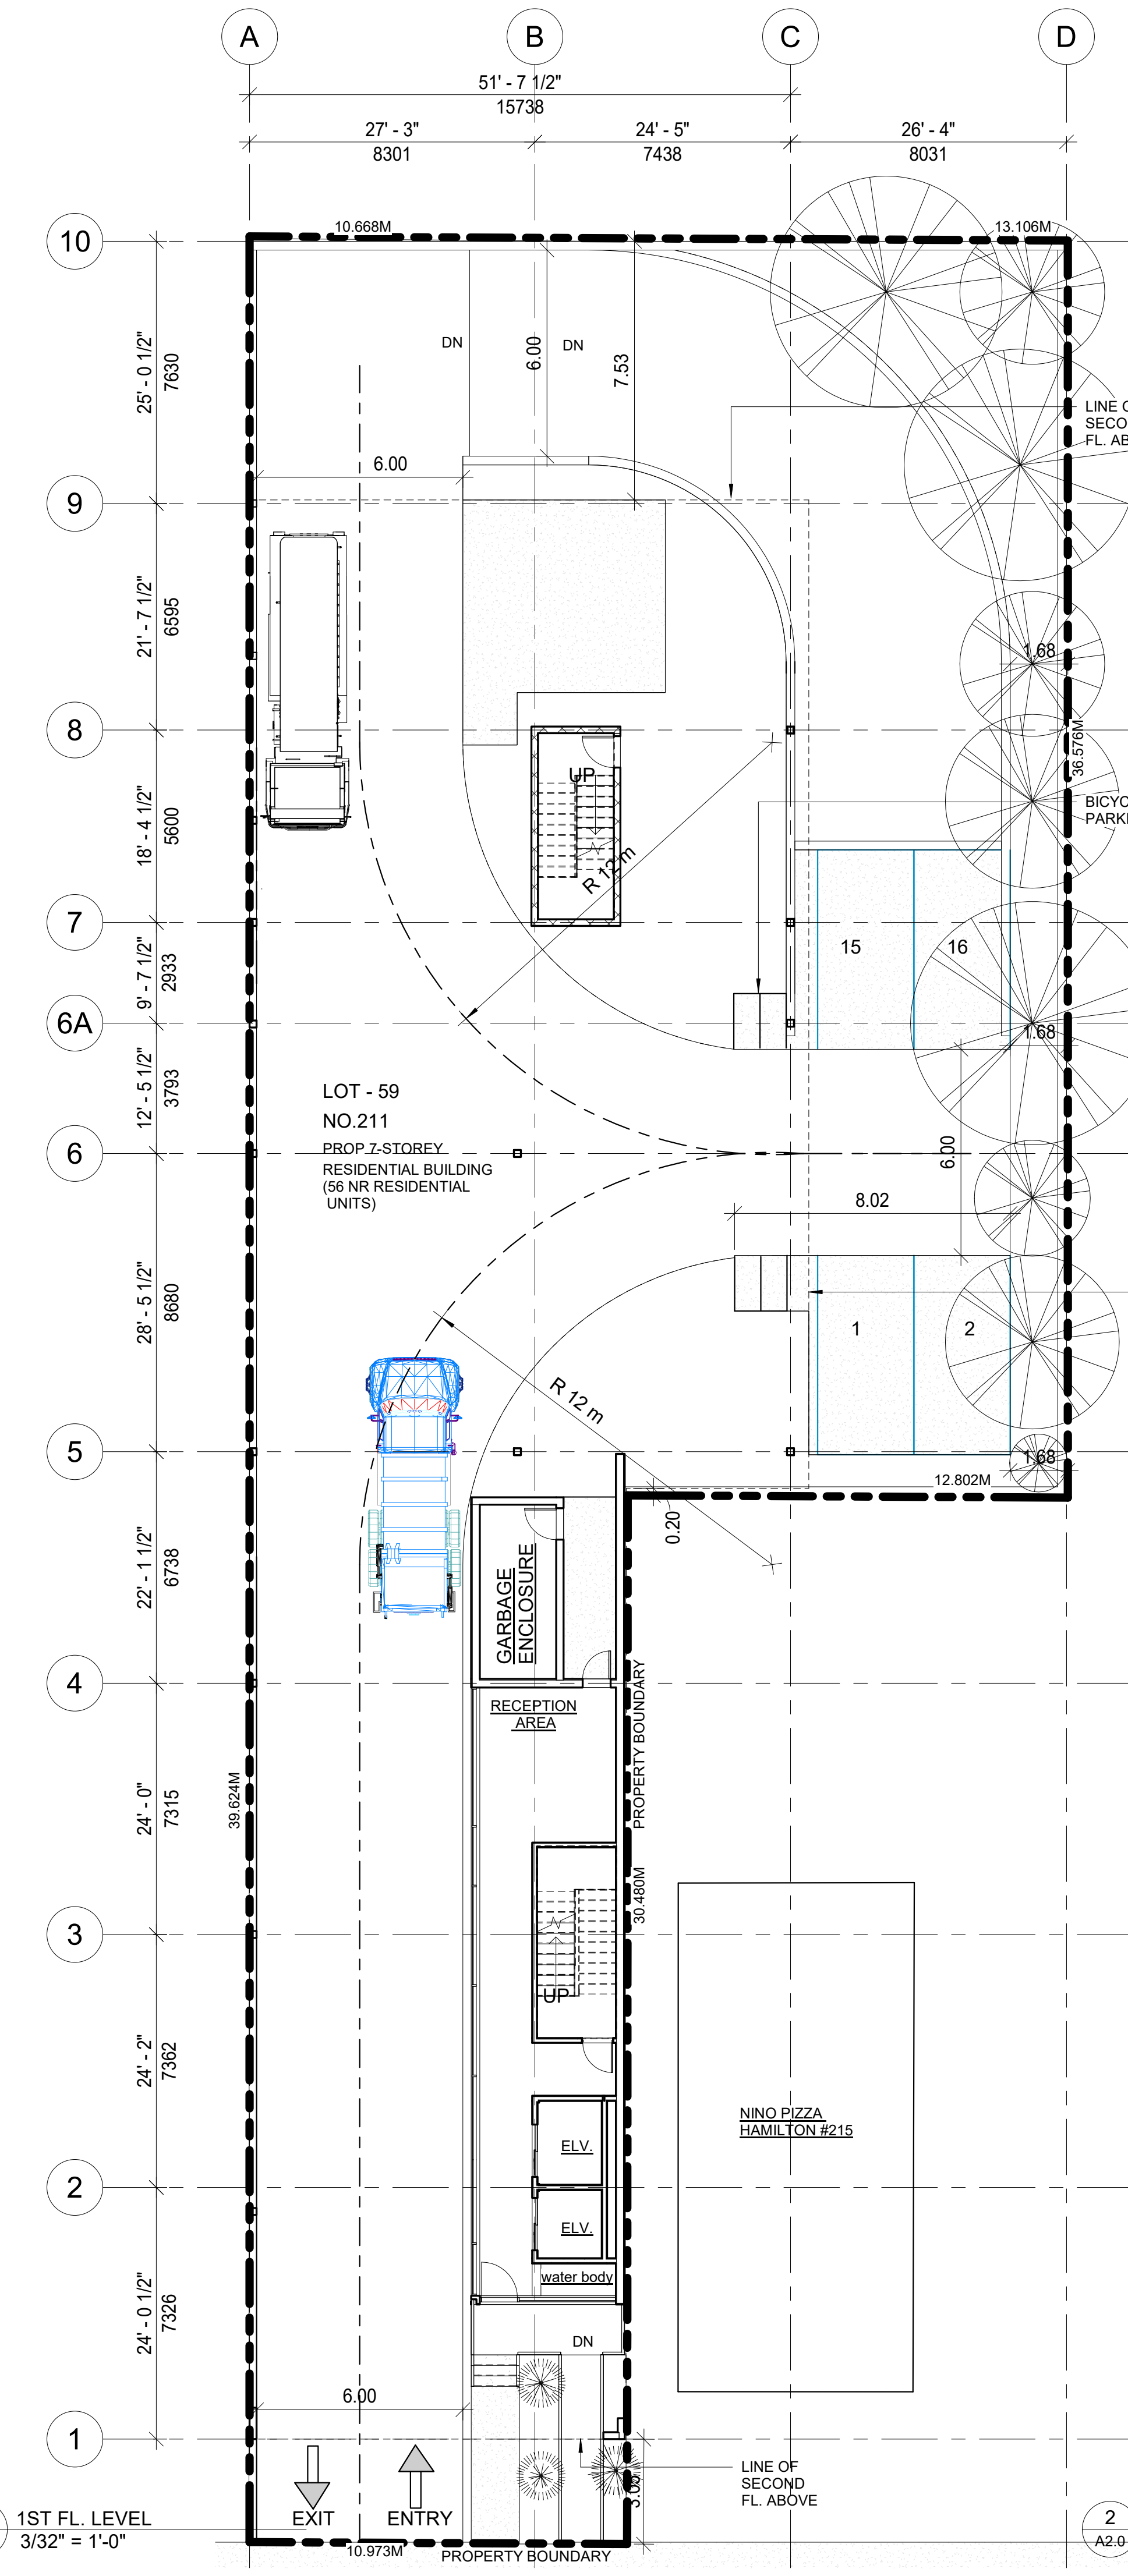 A
B
C
D
51' - 7 1/2"
15738
27' - 3"
24' - 5"
26' - 4"
8301
7438
8031
10
10.668M
13.106M
25' - 0 1/2"
7630
DN
6.00
DN
7.53
LINE
FL.
6.00
9
21' - 7 1/2"
6595
1.68
8
36.576M
UP
18' - 4 1/2"
5600
R 12 m
7
15
16
9' - 7 1/2"
2933
6A
1.68
12' - 5 1/2"
3793
LOT - 59
NO.211
PROP 7-STOREY
RESIDENTIAL BUILDING
(56 NR RESIDENTIAL
UNITS)
6
6.00
8.02
28' - 5 1/2"
8680
1
2
R 12 m
5
1.68
12.802M
0.20
22' - 1 1/2"
6738
GARBAGE
ENCLOSURE
4
RECEPTION
AREA
PROPERTY BOUNDARY
39.624M
24' - 0"
7315
30.480M
3
UP
24' - 2"
7362
NINO PIZZA
HAMILTON #215
ELV.
2
ELV.
water body
24' - 0 1/2"
7326
DN
6.00
1
LINE OF
SECOND
FL. ABOVE
3.05
EXIT
ENTRY
1ST FL. LEVEL
3/32" = 1'-0"
10.973M
PROPERTY BOUNDARY
2
A2.0